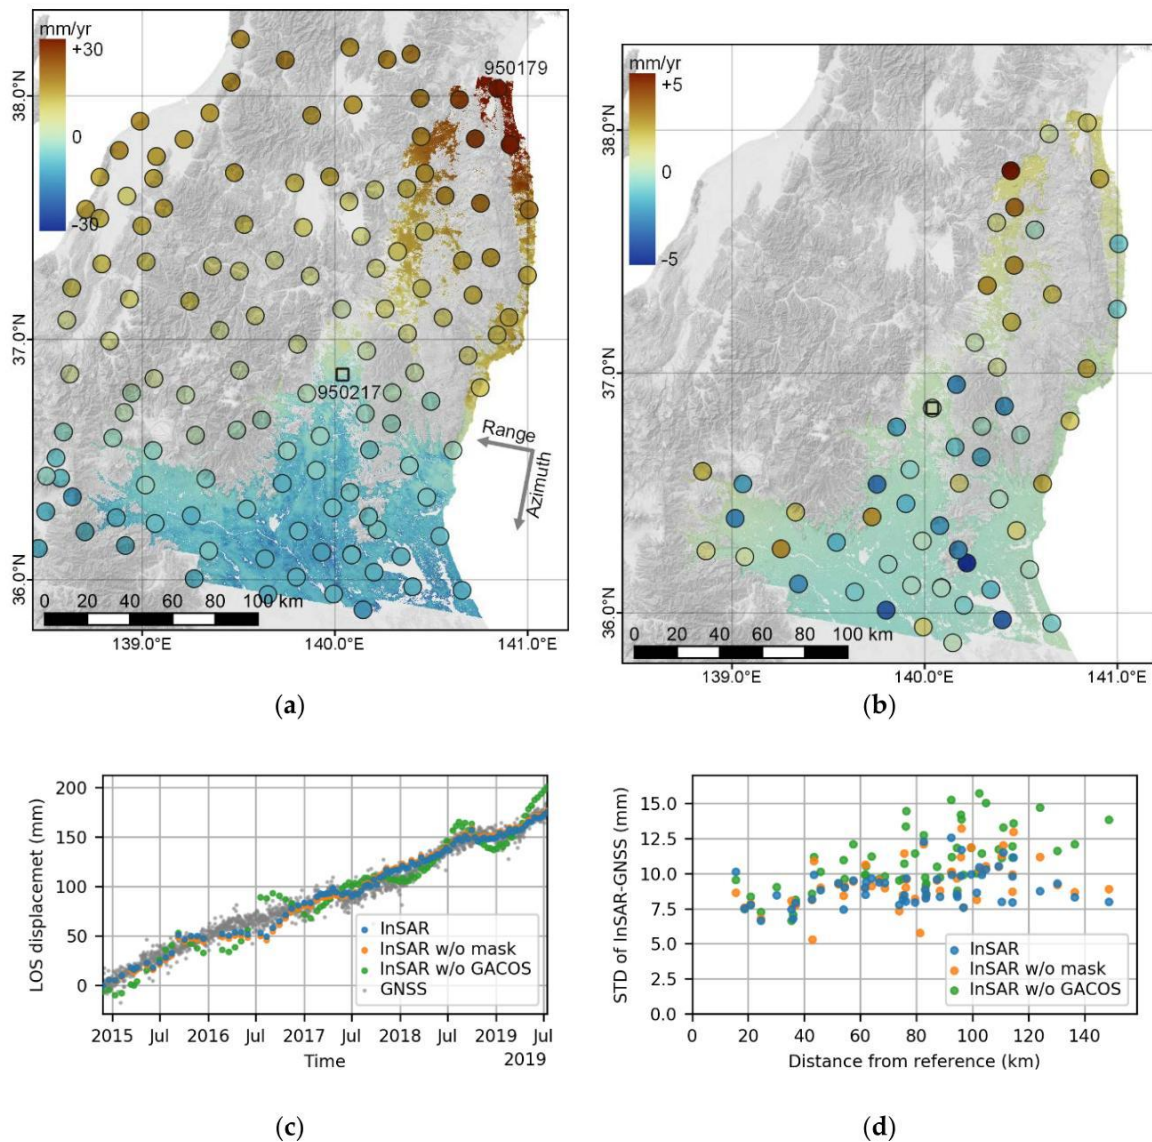 mm/yr
+30
0
-30
950179
950217
Range
Azimuth
38.0°N
37.0°N
36.0°N
0 20 40 60 80 100 km
139.0°E 140.0°E 141.0°E
(a)
mm/yr
+5
0
-5
38.0°N
37.0°N
36.0°N
0 20 40 60 80 100 km
139.0°E 140.0°E 141.0°E
(b)
LOS displacemet (mm)
200
150
100
50
0
InSAR
InSAR w/o mask
InSAR w/o GACOS
GNSS
2015 Jul 2016 Jul 2017 Jul 2018 Jul 2019 Jul
Time
2019
(c)
STD of InSAR-GNSS (mm)
15.0
12.5
10.0
7.5
5.0
2.5
0.0
InSAR
InSAR w/o mask
InSAR w/o GACOS
0 20 40 60 80 100 120 140
Distance from reference (km)
(d)